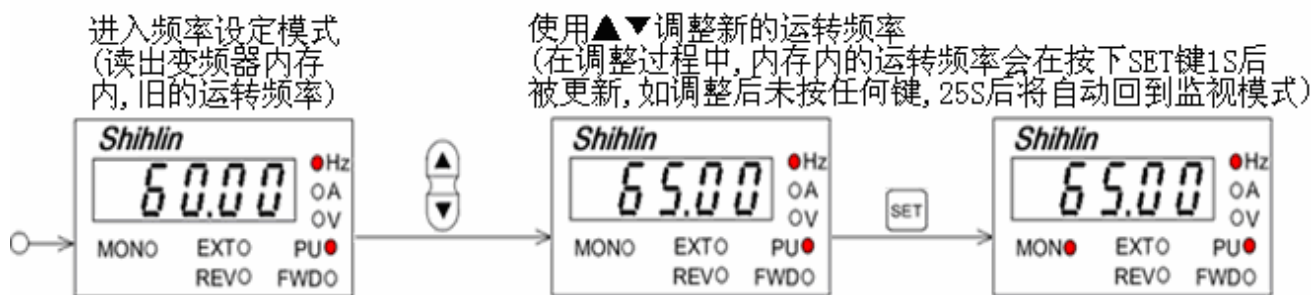 进入频率设定模式
(读出变频器内存
内,旧的运转频率)
使用▲▼调整新的运转频率
(在调整过程中,内存内的运转频率会在按下SET键1S后
被更新,如调整后未按任何键,25S后将自动回到监视模式)
Shihlin
60.00
Hz
A
V
MON EXT PU
REV FWD
▲
▼
Shihlin
65.00
Hz
A
V
MON EXT PU
REV FWD
SET
Shihlin
65.00
Hz
A
V
MON EXT PU
REV FWD